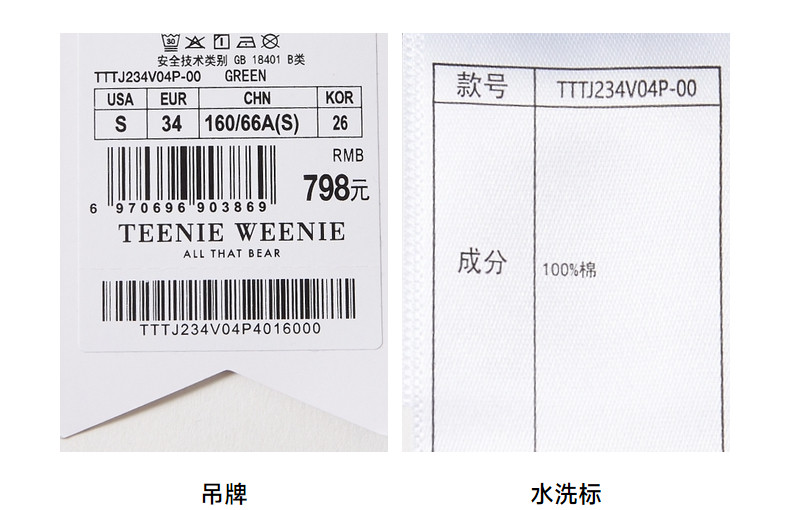 安全技术类别 GB 18401 B类
TTTJ234V04P-00 GREEN
USA EUR CHN KOR
S 34 160/66A(S) 26
RMB
798元
6 970696 903869
TEENIE WEENIE
ALL THAT BEAR
TTTJ234V04P4016000
吊牌
款号 TTTJ234V04P-00
成分 100%棉
水洗标